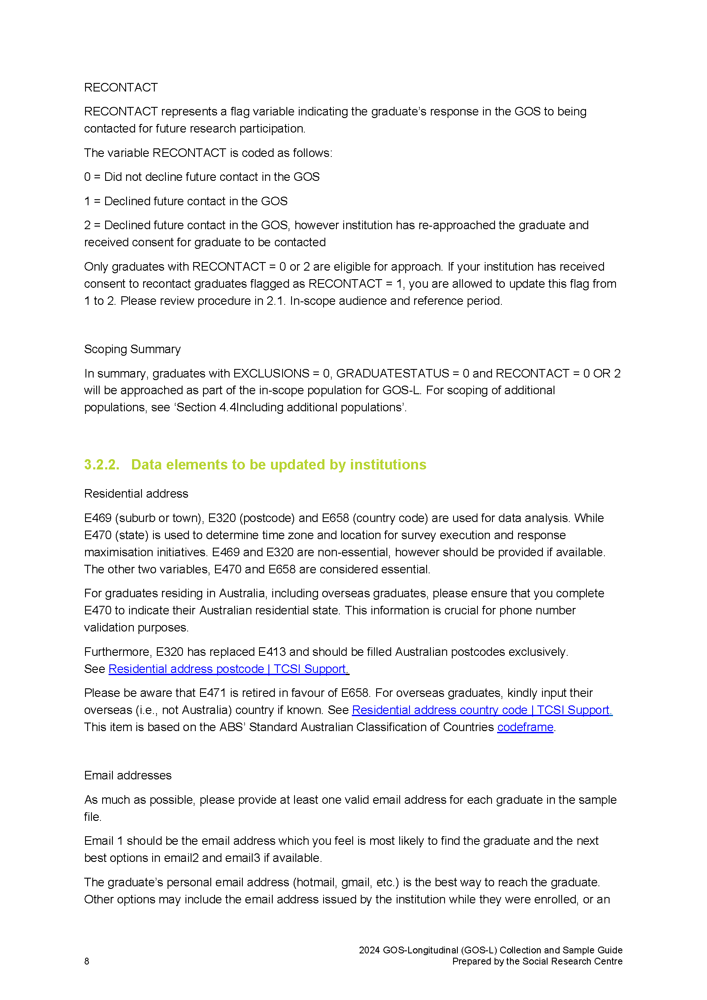 RECONTACT
RECONTACT represents a flag variable indicating the graduate’s response in the GOS to being
contacted for future research participation.
The variable RECONTACT is coded as follows:
0 = Did not decline future contact in the GOS
1 = Declined future contact in the GOS
2 = Declined future contact in the GOS, however institution has re-approached the graduate and
received consent for graduate to be contacted
Only graduates with RECONTACT = 0 or 2 are eligible for approach. If your institution has received
consent to recontact graduates flagged as RECONTACT = 1, you are allowed to update this flag from
1 to 2. Please review procedure in 2.1. In-scope audience and reference period.
Scoping Summary
In summary, graduates with EXCLUSIONS = 0, GRADUATESTATUS = 0 and RECONTACT = 0 OR 2
will be approached as part of the in-scope population for GOS-L. For scoping of additional
populations, see ‘Section 4.4Including additional populations’.
3.2.2. Data elements to be updated by institutions
Residential address
E469 (suburb or town), E320 (postcode) and E658 (country code) are used for data analysis. While
E470 (state) is used to determine time zone and location for survey execution and response
maximisation initiatives. E469 and E320 are non-essential, however should be provided if available.
The other two variables, E470 and E658 are considered essential.
For graduates residing in Australia, including overseas graduates, please ensure that you complete
E470 to indicate their Australian residential state. This information is crucial for phone number
validation purposes.
Furthermore, E320 has replaced E413 and should be filled Australian postcodes exclusively.
See Residential address postcode | TCSI Support.
Please be aware that E471 is retired in favour of E658. For overseas graduates, kindly input their
overseas (i.e., not Australia) country if known. See Residential address country code | TCSI Support.
This item is based on the ABS’ Standard Australian Classification of Countries codeframe.
Email addresses
As much as possible, please provide at least one valid email address for each graduate in the sample
file.
Email 1 should be the email address which you feel is most likely to find the graduate and the next
best options in email2 and email3 if available.
The graduate’s personal email address (hotmail, gmail, etc.) is the best way to reach the graduate.
Other options may include the email address issued by the institution while they were enrolled, or an
2024 GOS-Longitudinal (GOS-L) Collection and Sample Guide
8 Prepared by the Social Research Centre